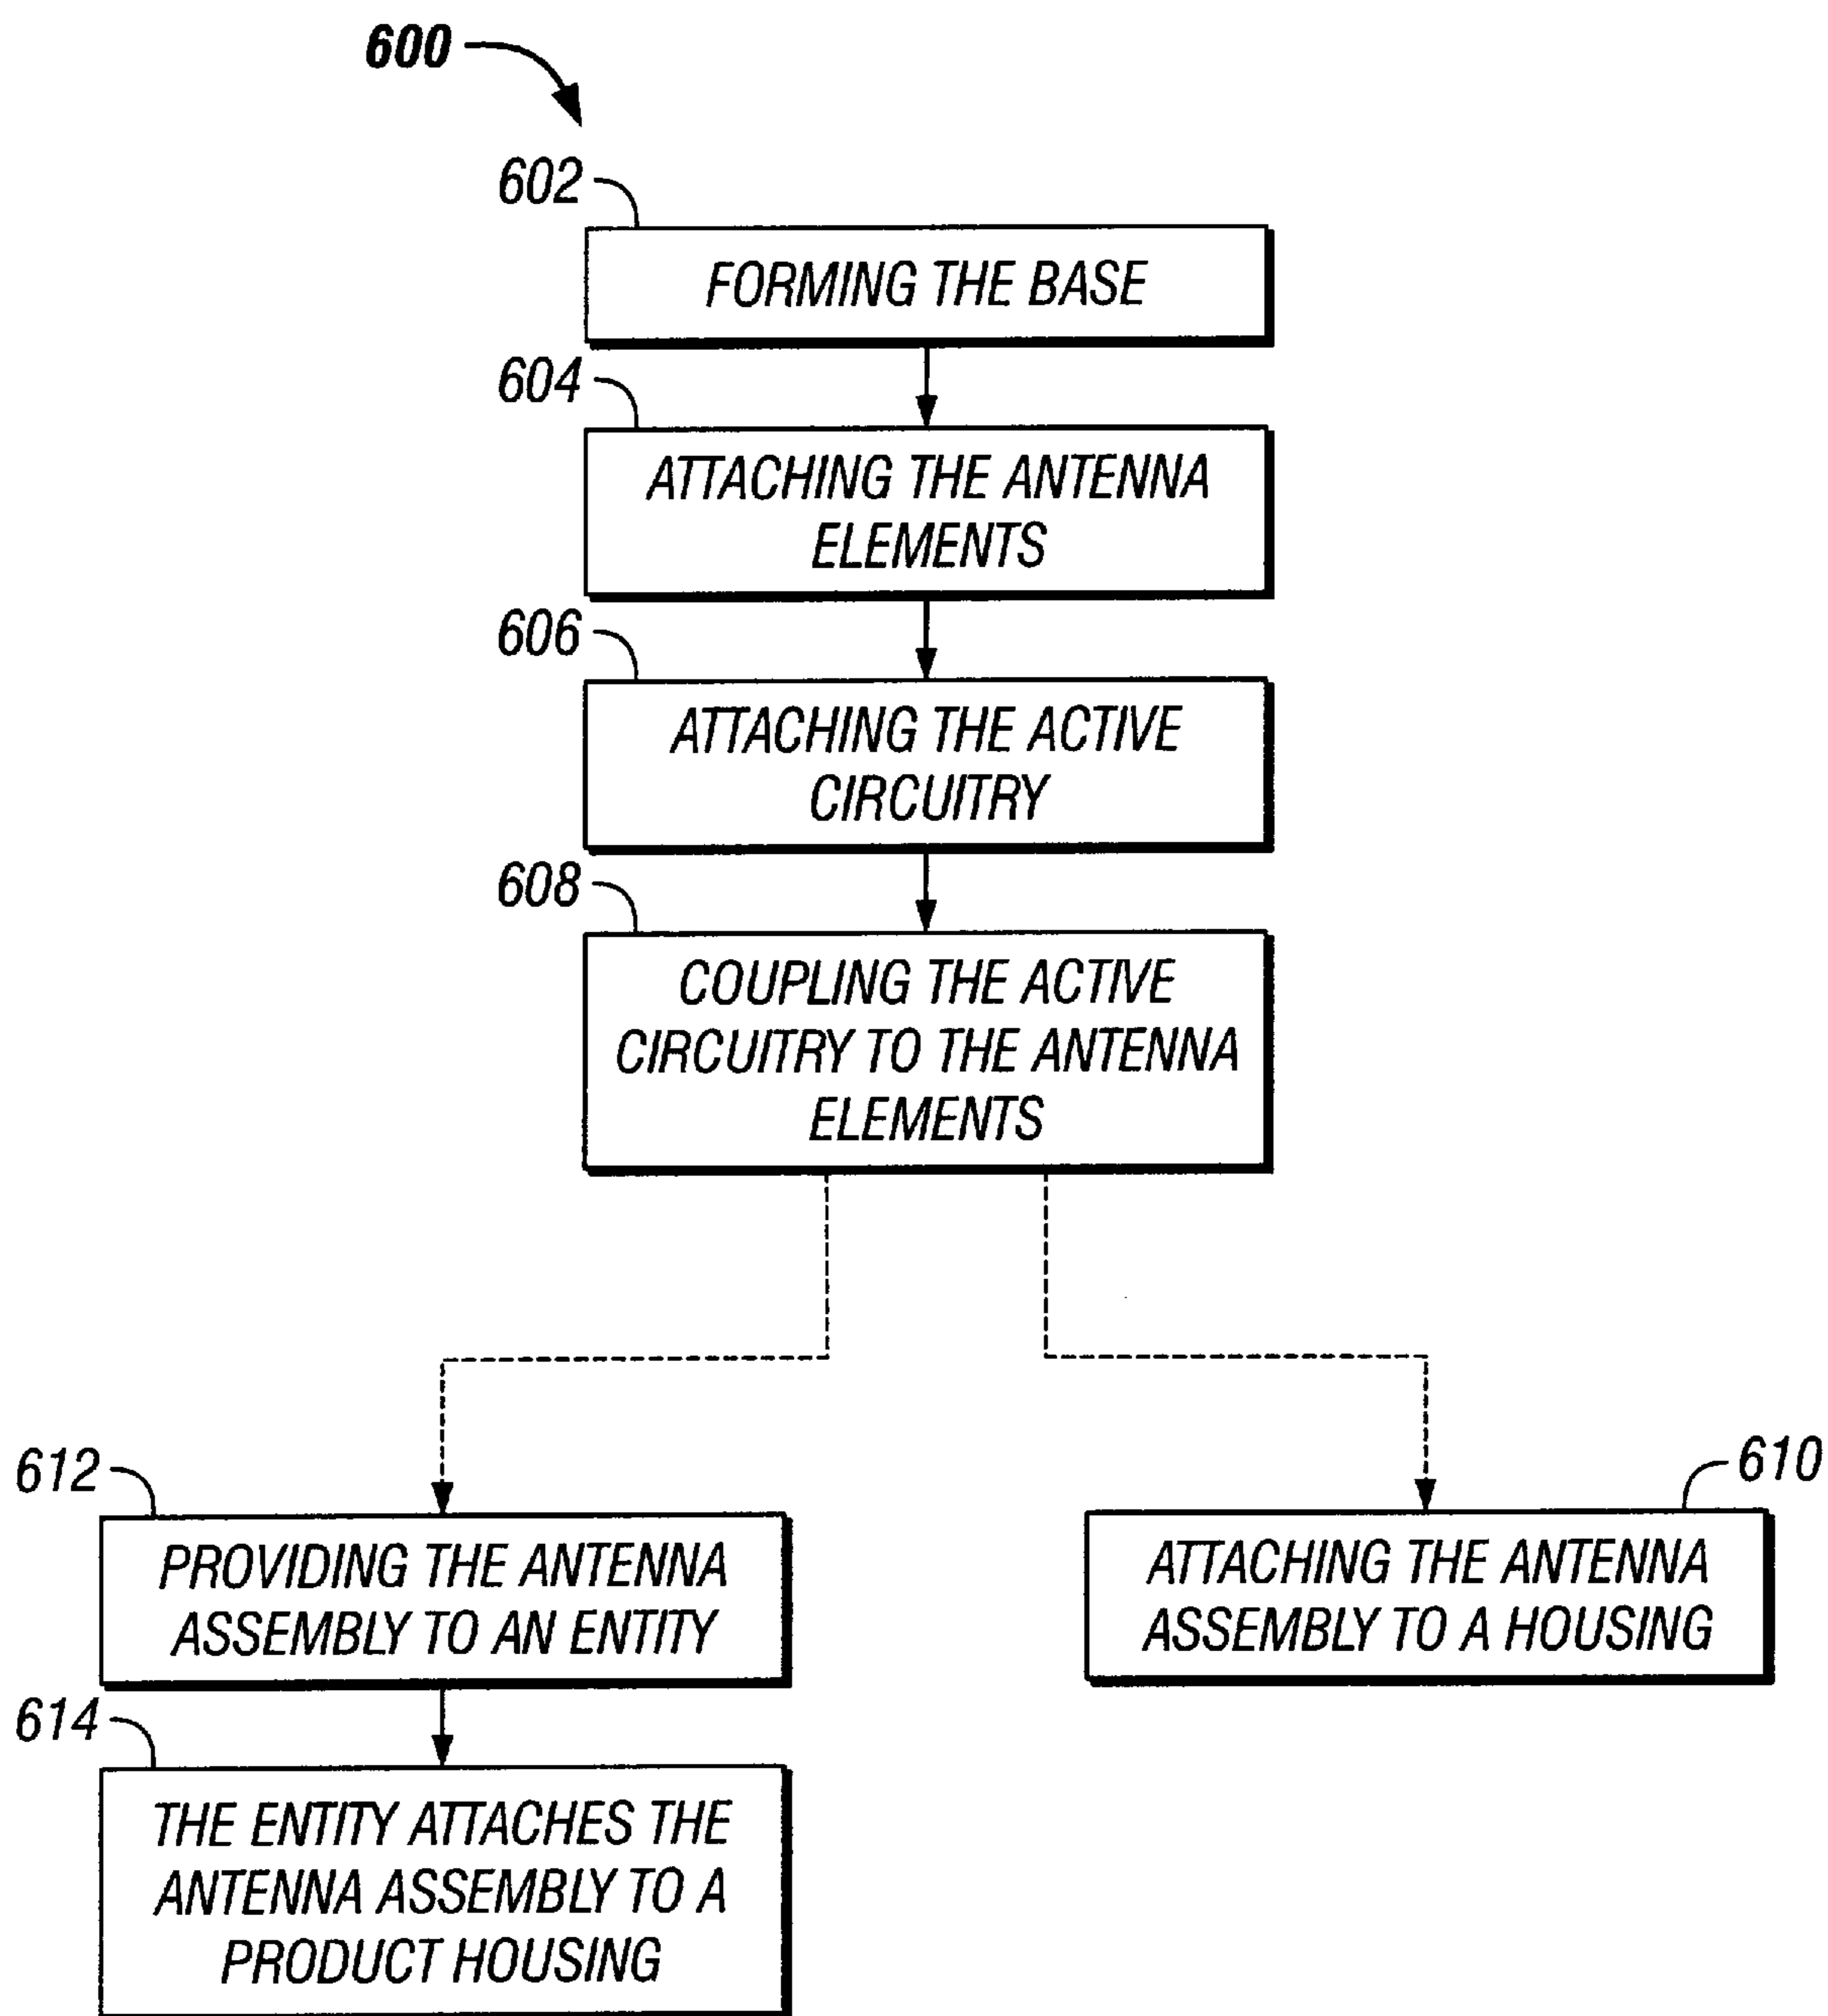 600
602
FORMING THE BASE
604
ATTACHING THE ANTENNA
ELEMENTS
606
ATTACHING THE ACTIVE
CIRCUITRY
608
COUPLING THE ACTIVE
CIRCUITRY TO THE ANTENNA
ELEMENTS
612
PROVIDING THE ANTENNA
ASSEMBLY TO AN ENTITY
610
ATTACHING THE ANTENNA
ASSEMBLY TO A HOUSING
614
THE ENTITY ATTACHES THE
ANTENNA ASSEMBLY TO A
PRODUCT HOUSING